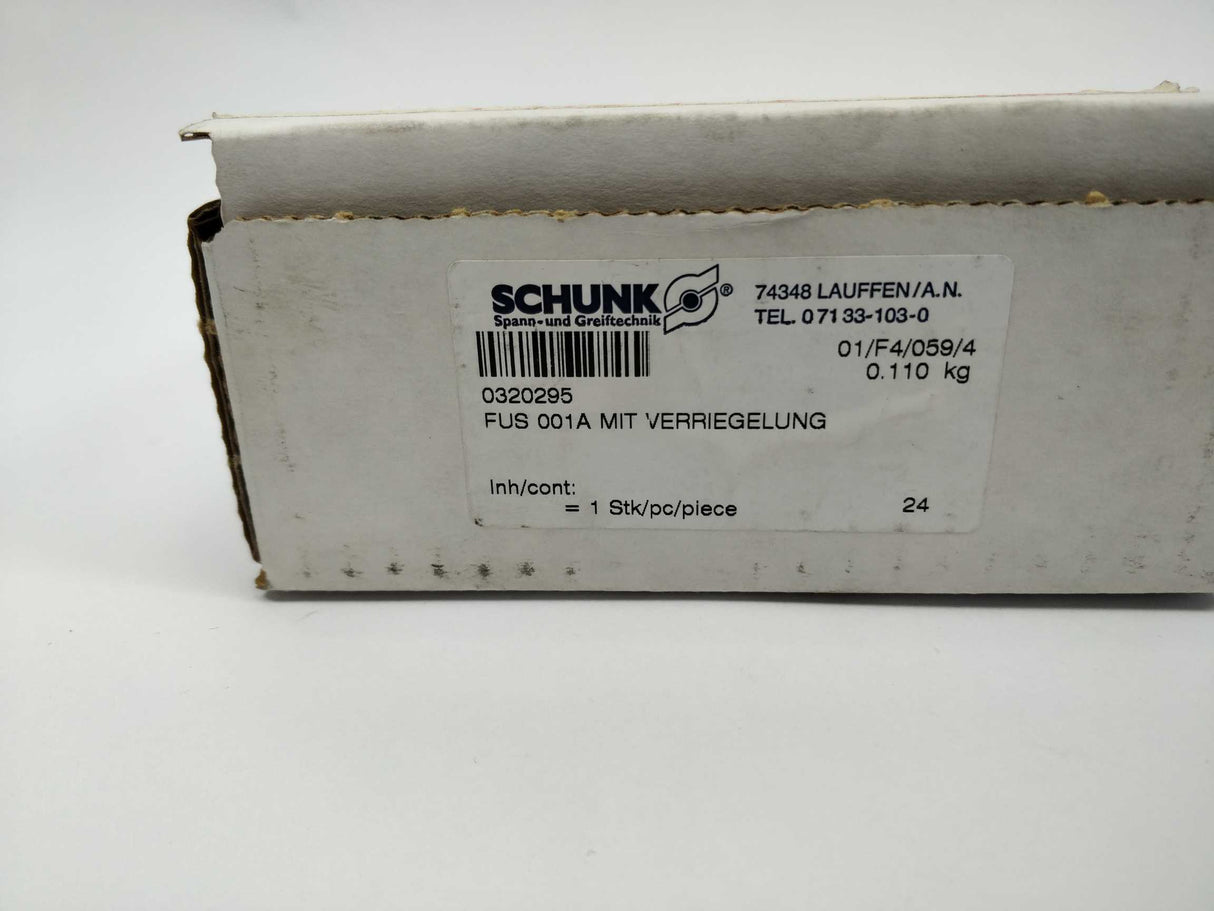 SCHUNK ®
Spann-und Greiftechnik
74348 LAUFFEN/A.N.
TEL. 07133-103-0
01/F4/059/4
0.110 kg
0320295
FUS 001A MIT VERRIEGELUNG
Inh/cont:
= 1 Stk/pc/piece
24